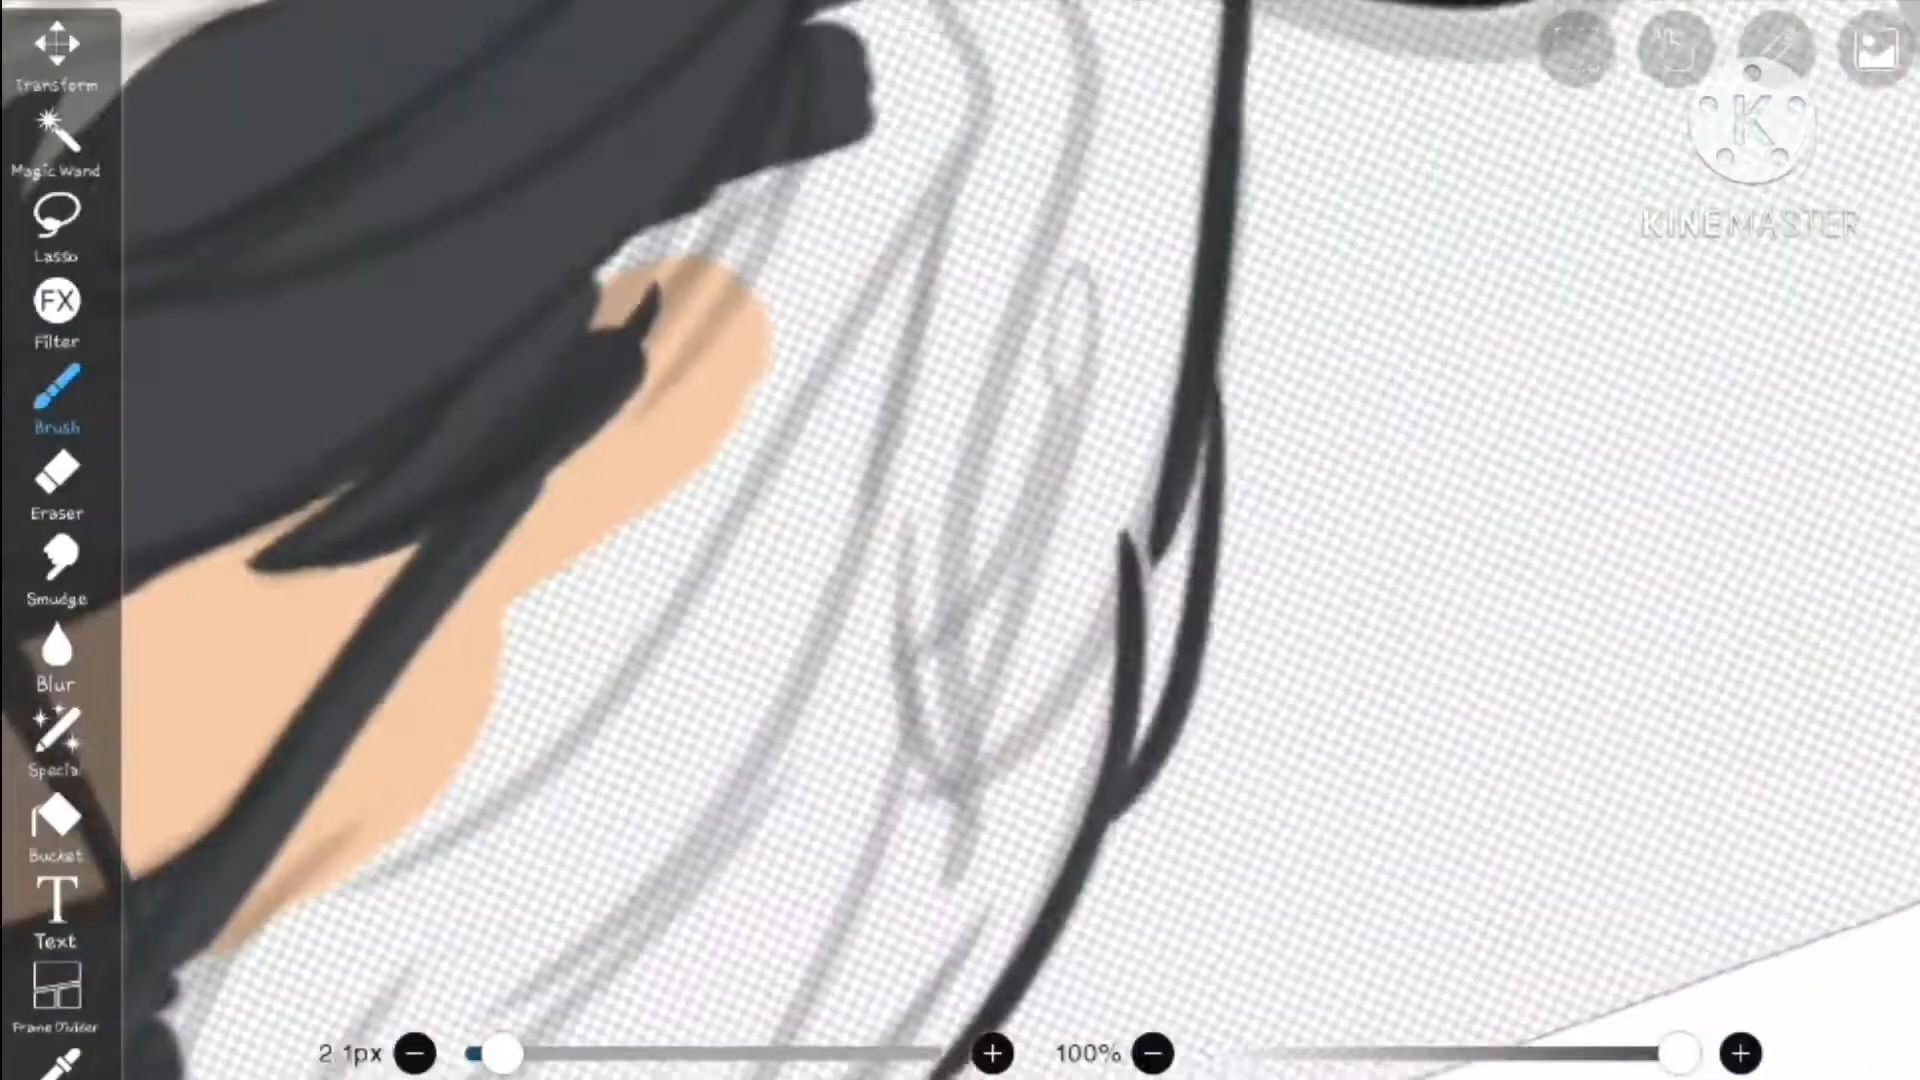 Transform
Magic Wand
Lasso
FX
Filter
Brush
Eraser
Smudge
Blur
Special
Bucket
T
Text
Frame Divider
K
KINEMASTER
2 1px
100%